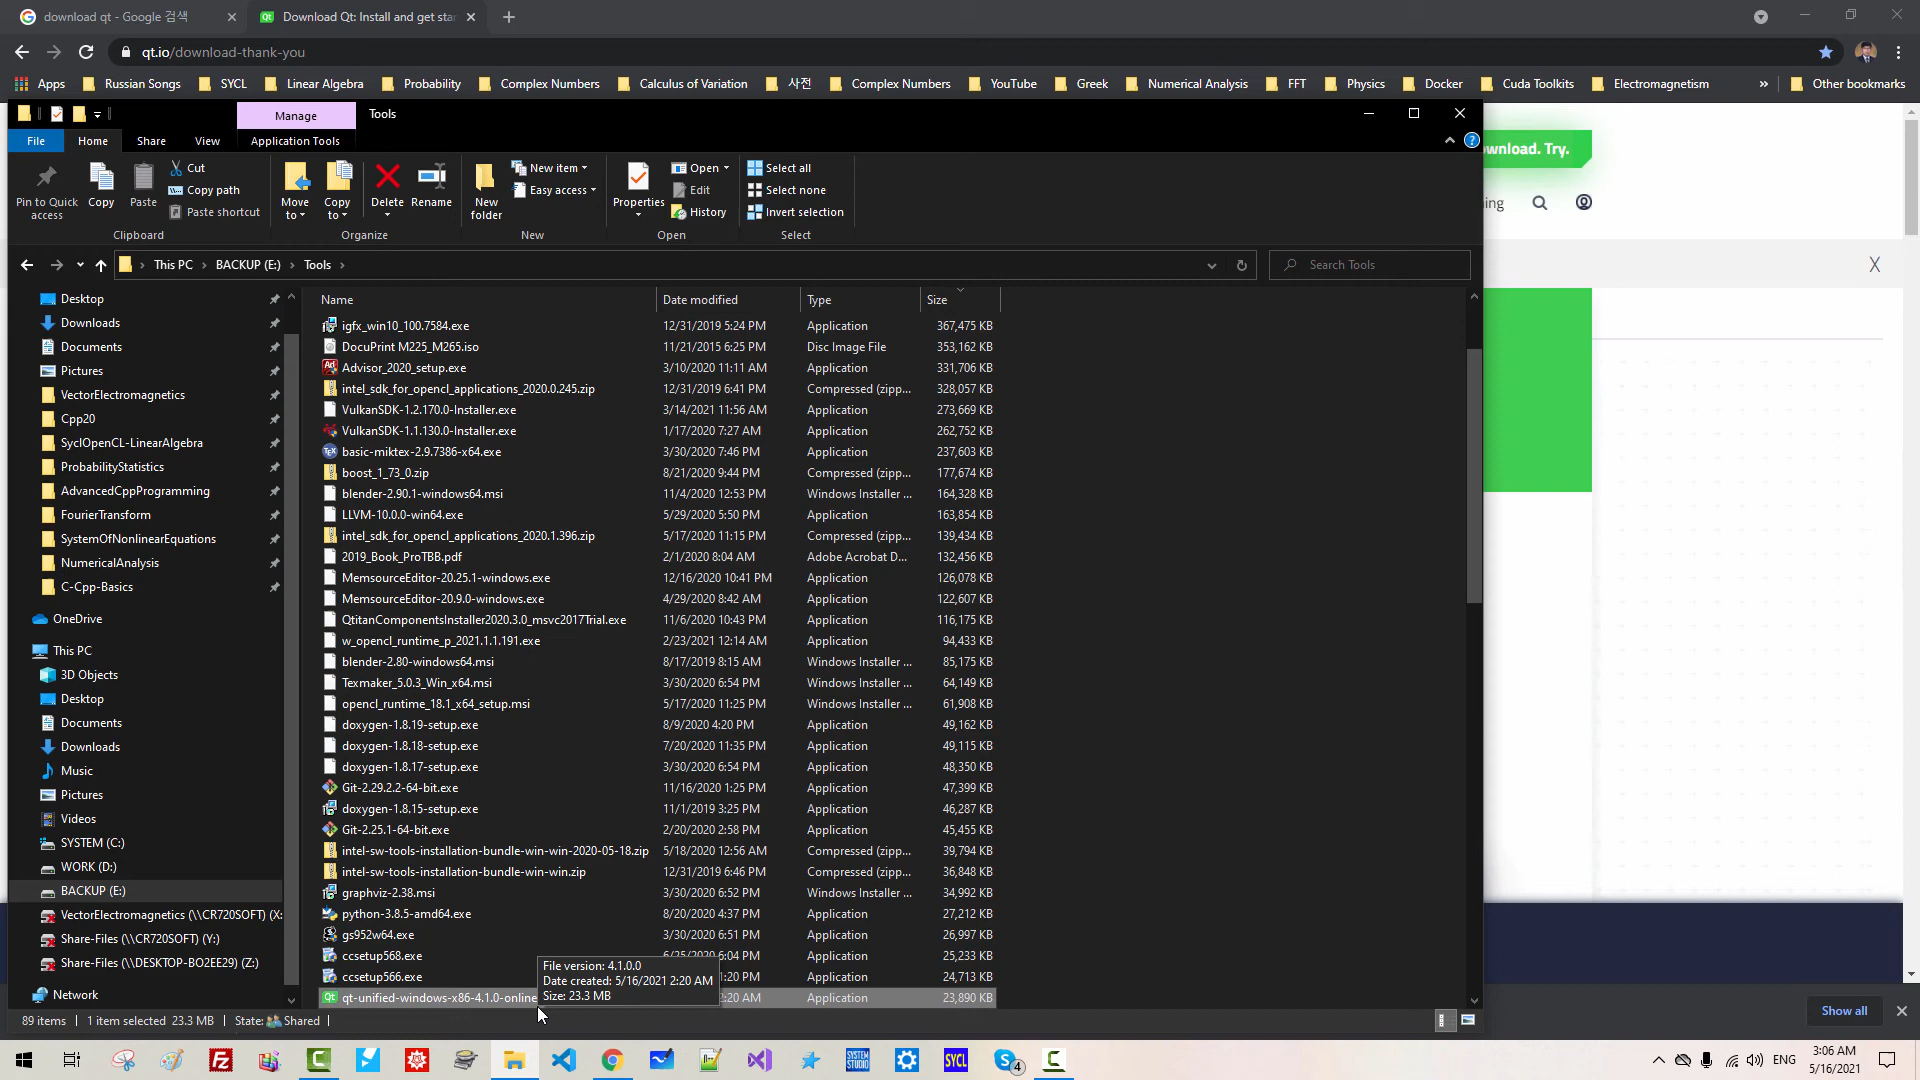 download qt - Google 검색
Download Qt: Install and get star
qt.io/download-thank-you
Apps Russian Songs SYCL Linear Algebra Probability Complex Numbers Calculus of Variation 사전 Complex Numbers YouTube Greek Numerical Analysis FFT Physics Docker Cuda Toolkits Electromagnetism » Other bookmarks
Manage Tools
File Home Share View Application Tools
wnload. Try.
ning
X
Pin to Quick access Copy Paste Cut Copy path Paste shortcut
Move to Copy to Delete Rename New folder New item Easy access Properties Open Edit History Select all Select none Invert selection
Clipboard Organize New Open Select
This PC BACKUP (E:) Tools
Search Tools
Name Date modified Type Size
Desktop
Downloads
Documents
Pictures
VectorElectromagnetics
Cpp20
SyclOpenCL-LinearAlgebra
ProbabilityStatistics
AdvancedCppProgramming
FourierTransform
SystemOfNonlinearEquations
NumericalAnalysis
C-Cpp-Basics
OneDrive
This PC
3D Objects
Desktop
Documents
Downloads
Music
Pictures
Videos
SYSTEM (C:)
WORK (D:)
BACKUP (E:)
VectorElectromagnetics (\\CR720SOFT) (X:
Share-Files (\\CR720SOFT) (Y:)
Share-Files (\\DESKTOP-BO2EE29) (Z:)
Network
igfx_win10_100.7584.exe 12/31/2019 5:24 PM Application 367,475 KB
DocuPrint M225_M265.iso 11/21/2015 6:25 PM Disc Image File 353,162 KB
Advisor_2020_setup.exe 3/10/2020 11:11 AM Application 331,706 KB
intel_sdk_for_opencl_applications_2020.0.245.zip 12/31/2019 6:41 PM Compressed (zipp... 328,057 KB
VulkanSDK-1.2.170.0-Installer.exe 3/14/2021 11:56 AM Application 273,669 KB
VulkanSDK-1.1.130.0-Installer.exe 1/17/2020 7:27 AM Application 262,752 KB
basic-miktex-2.9.7386-x64.exe 3/30/2020 7:46 PM Application 237,603 KB
boost_1_73_0.zip 8/21/2020 9:44 PM Compressed (zipp... 177,674 KB
blender-2.90.1-windows64.msi 11/4/2020 12:53 PM Windows Installer ... 164,328 KB
LLVM-10.0.0-win64.exe 5/29/2020 5:50 PM Application 163,854 KB
intel_sdk_for_opencl_applications_2020.1.396.zip 5/17/2020 11:15 PM Compressed (zipp... 139,434 KB
2019_Book_ProTBB.pdf 2/1/2020 8:04 AM Adobe Acrobat D... 132,456 KB
MemsourceEditor-20.25.1-windows.exe 12/16/2020 10:41 PM Application 126,078 KB
MemsourceEditor-20.9.0-windows.exe 4/29/2020 8:42 AM Application 122,607 KB
QtitanComponentsInstaller2020.3.0_msvc2017Trial.exe 11/6/2020 10:43 PM Application 116,175 KB
w_opencl_runtime_p_2021.1.1.191.exe 2/23/2021 12:14 AM Application 94,433 KB
blender-2.80-windows64.msi 8/17/2019 8:15 AM Windows Installer ... 85,175 KB
Texmaker_5.0.3_Win_x64.msi 3/30/2020 6:54 PM Windows Installer ... 64,149 KB
opencl_runtime_18.1_x64_setup.msi 5/17/2020 11:25 PM Windows Installer ... 61,908 KB
doxygen-1.8.19-setup.exe 8/9/2020 4:20 PM Application 49,162 KB
doxygen-1.8.18-setup.exe 7/20/2020 11:35 PM Application 49,115 KB
doxygen-1.8.17-setup.exe 3/30/2020 6:54 PM Application 48,350 KB
Git-2.29.2.2-64-bit.exe 11/16/2020 1:25 PM Application 47,399 KB
doxygen-1.8.15-setup.exe 11/1/2019 3:25 PM Application 46,287 KB
Git-2.25.1-64-bit.exe 2/20/2020 2:58 PM Application 45,455 KB
intel-sw-tools-installation-bundle-win-win-2020-05-18.zip 5/18/2020 12:56 AM Compressed (zipp... 39,794 KB
intel-sw-tools-installation-bundle-win-win.zip 12/31/2019 6:46 PM Compressed (zipp... 36,848 KB
graphviz-2.38.msi 3/30/2020 6:52 PM Windows Installer ... 34,992 KB
python-3.8.5-amd64.exe 8/20/2020 4:37 PM Application 27,212 KB
gs952w64.exe 3/30/2020 6:51 PM Application 26,997 KB
ccsetup568.exe 6/25/2020 6:04 PM Application 25,233 KB
ccsetup566.exe 1:20 PM Application 24,713 KB
qt-unified-windows-x86-4.1.0-online 2:20 AM Application 23,890 KB
File version: 4.1.0.0
Date created: 5/16/2021 2:20 AM
Size: 23.3 MB
89 items 1 item selected 23.3 MB State: Shared
Show all
SYSTEM STUDIO SYCL 4 ENG 3:06 AM
5/16/2021